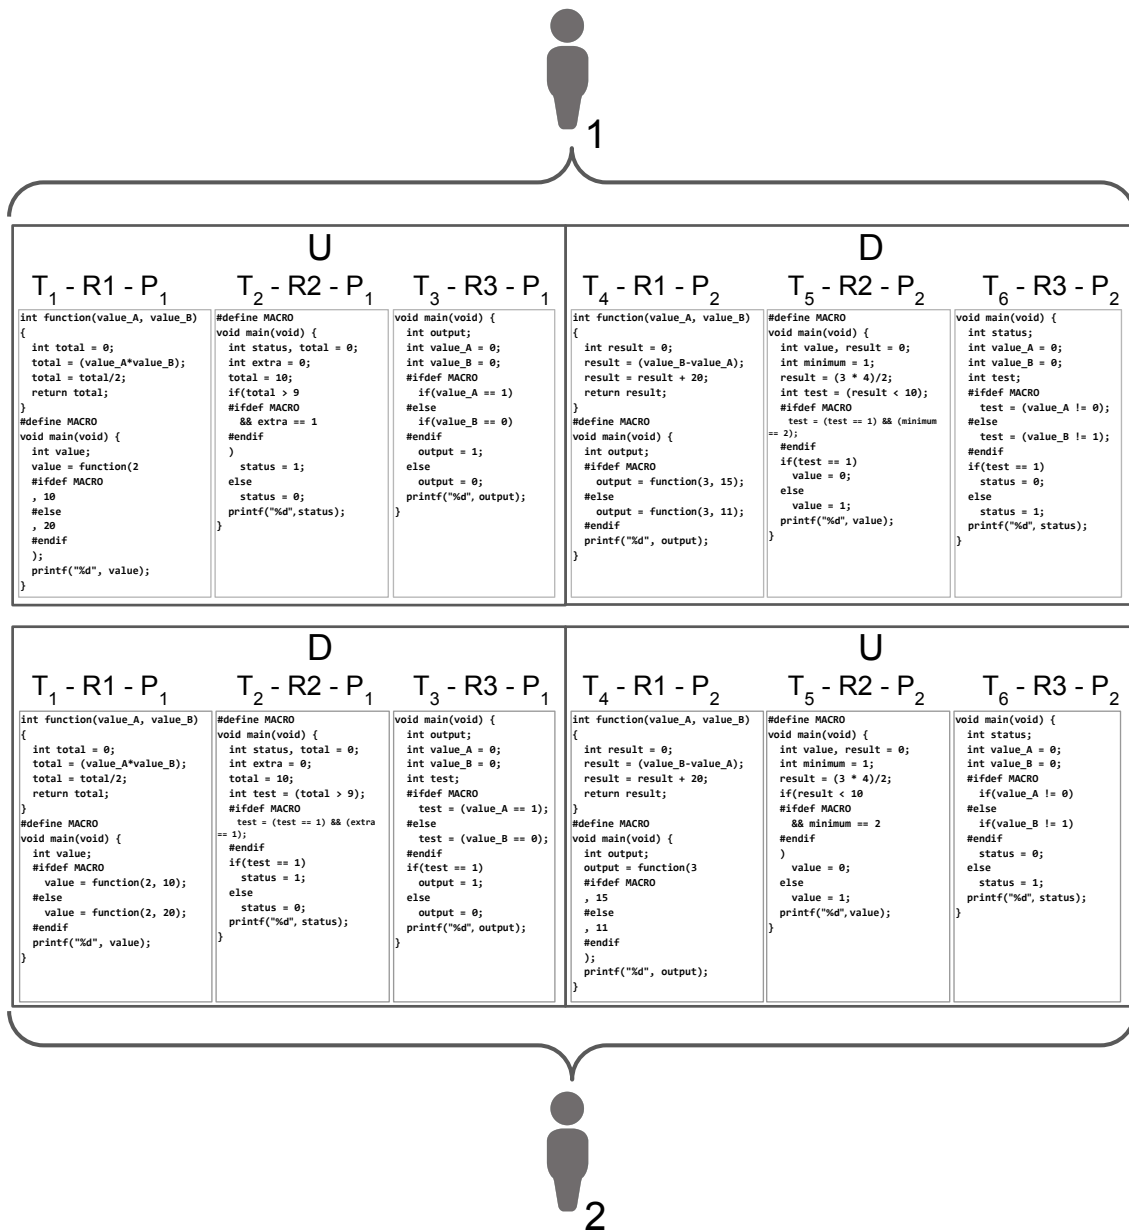 1
U
T1 - R1 - P1
int function(value_A, value_B)
{
int total = 0;
total = (value_A*value_B);
total = total/2;
return total;
}
#define MACRO
void main(void) {
int value;
value = function(2
#ifdef MACRO
, 10
#else
, 20
#endif
);
printf("%d", value);
}
T2 - R2 - P1
#define MACRO
void main(void) {
int status, total = 0;
int extra = 0;
total = 10;
if(total > 9
#ifdef MACRO
&& extra == 1
#endif
)
status = 1;
else
status = 0;
printf("%d",status);
}
T3 - R3 - P1
void main(void) {
int output;
int value_A = 0;
int value_B = 0;
#ifdef MACRO
if(value_A == 1)
#else
if(value_B == 0)
#endif
output = 1;
else
output = 0;
printf("%d", output);
}
D
T4 - R1 - P2
int function(value_A, value_B)
{
int result = 0;
result = (value_B-value_A);
result = result + 20;
return result;
}
#define MACRO
void main(void) {
int output;
#ifdef MACRO
output = function(3, 15);
#else
output = function(3, 11);
#endif
printf("%d", output);
}
T5 - R2 - P2
#define MACRO
void main(void) {
int value, result = 0;
int minimum = 1;
result = (3 * 4)/2;
int test = (result < 10);
#ifdef MACRO
test = (test == 1) && (minimum
== 2);
#endif
if(test == 1)
value = 0;
else
value = 1;
printf("%d", value);
}
T6 - R3 - P2
void main(void) {
int status;
int value_A = 0;
int value_B = 0;
int test;
#ifdef MACRO
test = (value_A != 0);
#else
test = (value_B != 1);
#endif
if(test == 1)
status = 0;
else
status = 1;
printf("%d", status);
}
D
T1 - R1 - P1
int function(value_A, value_B)
{
int total = 0;
total = (value_A*value_B);
total = total/2;
return total;
}
#define MACRO
void main(void) {
int value;
#ifdef MACRO
value = function(2, 10);
#else
value = function(2, 20);
#endif
printf("%d", value);
}
T2 - R2 - P1
#define MACRO
void main(void) {
int status, total = 0;
int extra = 0;
total = 10;
int test = (total > 9);
#ifdef MACRO
test = (test == 1) && (extra
== 1);
#endif
if(test == 1)
status = 1;
else
status = 0;
printf("%d", status);
}
T3 - R3 - P1
void main(void) {
int output;
int value_A = 0;
int value_B = 0;
int test;
#ifdef MACRO
test = (value_A == 1);
#else
test = (value_B == 0);
#endif
if(test == 1)
output = 1;
else
output = 0;
printf("%d", output);
}
U
T4 - R1 - P2
int function(value_A, value_B)
{
int result = 0;
result = (value_B-value_A);
result = result + 20;
return result;
}
#define MACRO
void main(void) {
int output;
output = function(3
#ifdef MACRO
, 15
#else
, 11
#endif
);
printf("%d", output);
}
T5 - R2 - P2
#define MACRO
void main(void) {
int value, result = 0;
int minimum = 1;
result = (3 * 4)/2;
if(result < 10
#ifdef MACRO
&& minimum == 2
#endif
)
value = 0;
else
value = 1;
printf("%d",value);
}
T6 - R3 - P2
void main(void) {
int status;
int value_A = 0;
int value_B = 0;
#ifdef MACRO
if(value_A != 0)
#else
if(value_B != 1)
#endif
status = 0;
else
status = 1;
printf("%d", status);
}
2